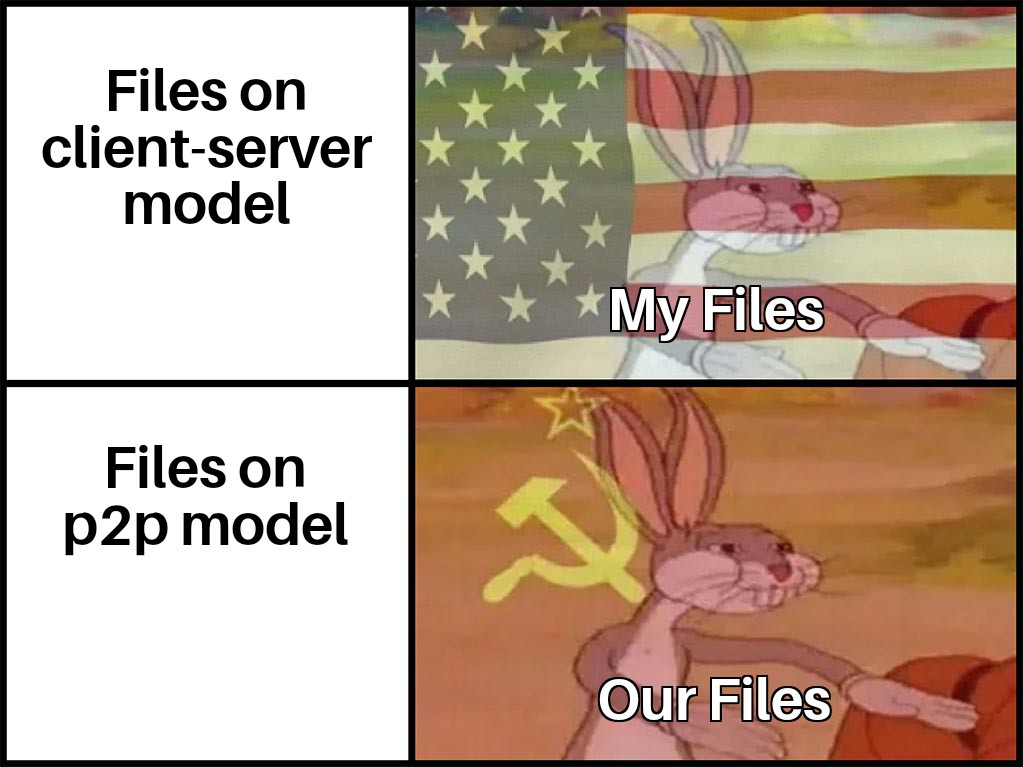 Files on
client-server
model
My Files
Files on
p2p model
Our Files